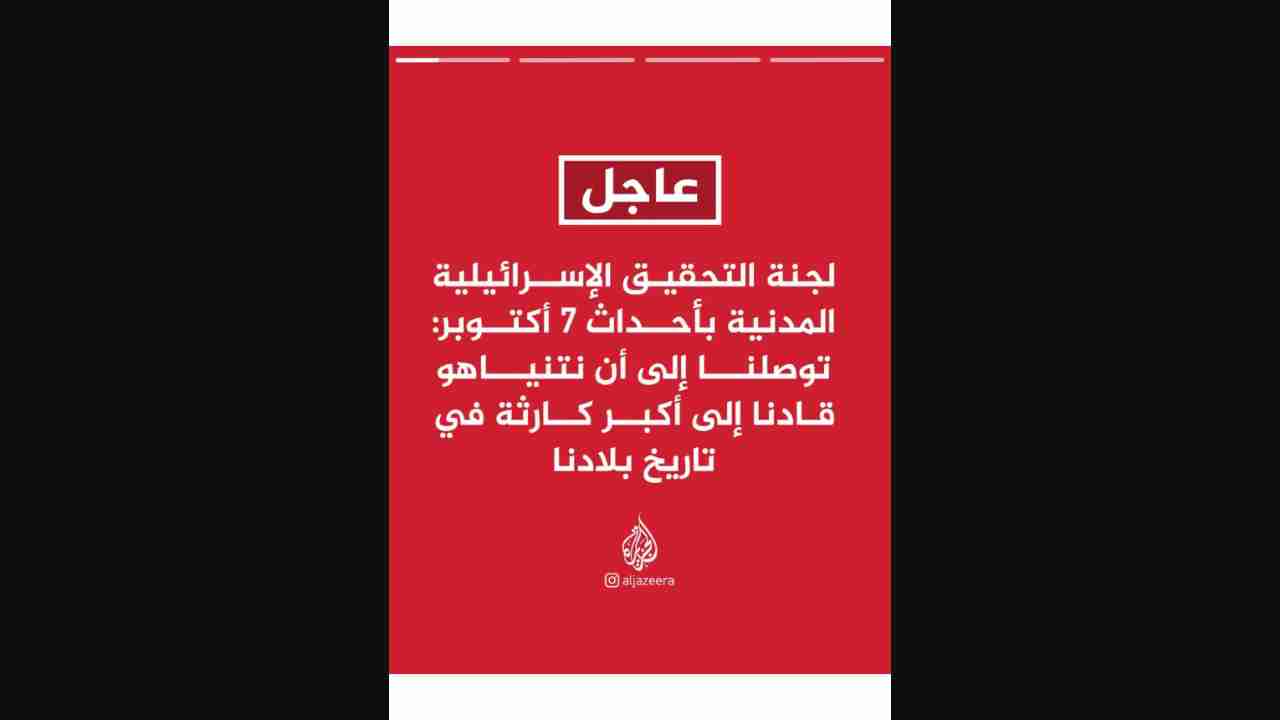 عاجل
لجنة التحقيق الإسرائيلية
المدنية بأحداث 7 أكتوبر:
توصلنا إلى أن نتنياهو
قادنا إلى أكبر كارثة في
تاريخ بلادنا
الجزيرة
aljazeera